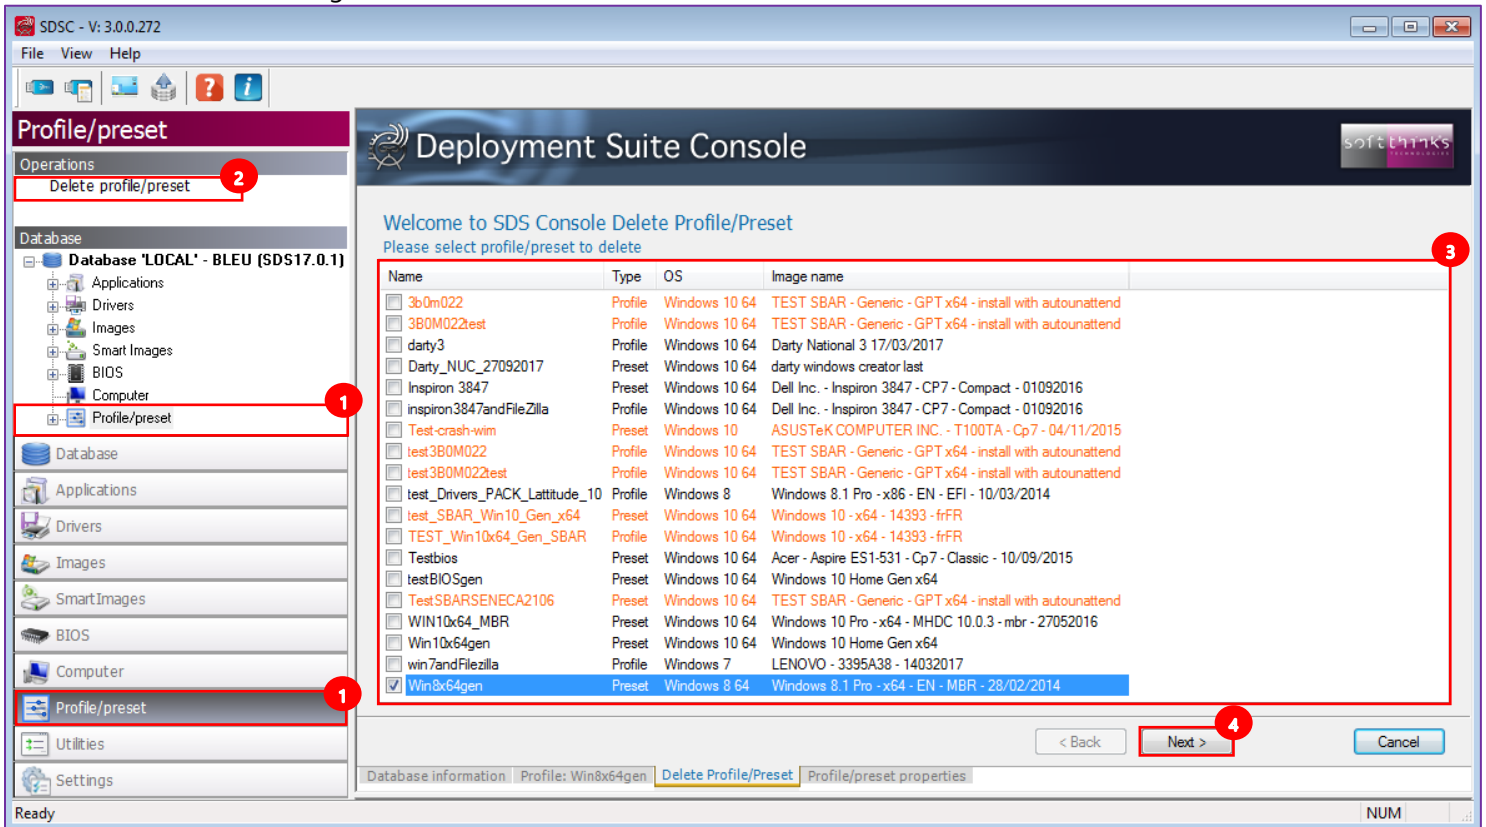 SDSC - V: 3.0.0.272
File View Help
Profile/preset
Operations
Delete profile/preset
2
Database
Database 'LOCAL' - BLEU (SDS17.0.1)
Applications
Drivers
Images
Smart Images
BIOS
Computer
1
Profile/preset
Database
Applications
Drivers
Images
SmartImages
BIOS
Computer
1
Profile/preset
Utilities
Settings
Deployment Suite Console
softthinks
Welcome to SDS Console Delete Profile/Preset
Please select profile/preset to delete
3
Name Type OS Image name
3b0m022 Profile Windows 10 64 TEST SBAR - Generic - GPT x64 - install with autounattend
3B0M022test Profile Windows 10 64 TEST SBAR - Generic - GPT x64 - install with autounattend
darty3 Profile Windows 10 64 Darty National 3 17/03/2017
Darty_NUC_27092017 Preset Windows 10 64 darty windows creator last
Inspiron 3847 Preset Windows 10 64 Dell Inc. - Inspiron 3847 - CP7 - Compact - 01092016
inspiron3847andFileZilla Profile Windows 10 64 Dell Inc. - Inspiron 3847 - CP7 - Compact - 01092016
Test-crash-wim Preset Windows 10 ASUSTeK COMPUTER INC. - T100TA - Cp7 - 04/11/2015
test3B0M022 Profile Windows 10 64 TEST SBAR - Generic - GPT x64 - install with autounattend
test3B0M022test Profile Windows 10 64 TEST SBAR - Generic - GPT x64 - install with autounattend
test_Drivers_PACK_Lattitude_10 Profile Windows 8 Windows 8.1 Pro - x86 - EN - EFI - 10/03/2014
test_SBAR_Win10_Gen_x64 Preset Windows 10 64 Windows 10 - x64 - 14393 - frFR
TEST_Win10x64_Gen_SBAR Profile Windows 10 64 Windows 10 - x64 - 14393 - frFR
Testbios Preset Windows 10 64 Acer - Aspire ES1-531 - Cp7 - Classic - 10/09/2015
testBIOSgen Preset Windows 10 64 Windows 10 Home Gen x64
TestSBARSENECA2106 Preset Windows 10 64 TEST SBAR - Generic - GPT x64 - install with autounattend
WIN10x64_MBR Preset Windows 10 64 Windows 10 Pro - x64 - MHDC 10.0.3 - mbr - 27052016
Win10x64gen Preset Windows 10 64 Windows 10 Home Gen x64
win7andFilezilla Profile Windows 7 LENOVO - 3395A38 - 14032017
Win8x64gen Preset Windows 8 64 Windows 8.1 Pro - x64 - EN - MBR - 28/02/2014
4
< Back Next > Cancel
Database information Profile: Win8x64gen Delete Profile/Preset Profile/preset properties
Ready NUM